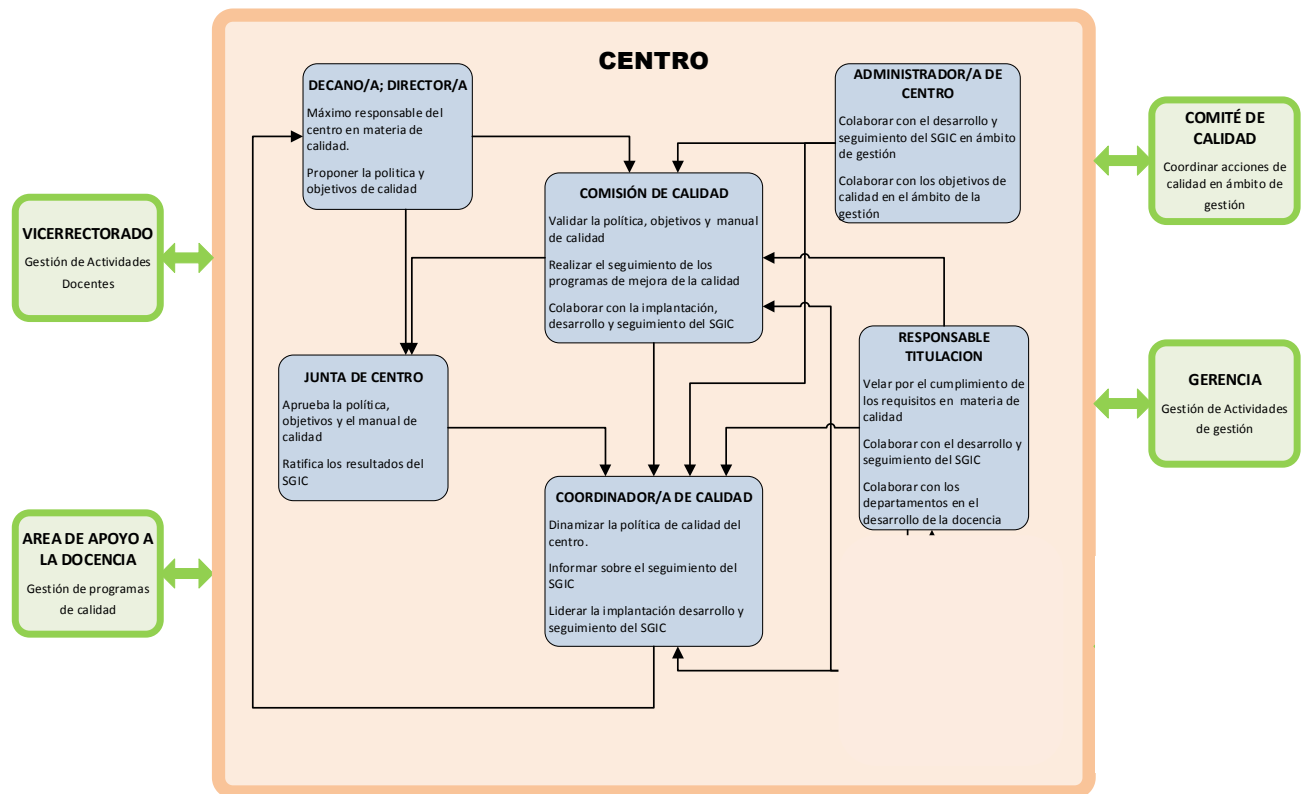 CENTRO
DECANO/A; DIRECTOR/A
Máximo responsable del
centro en materia de
calidad.
Proponer la politica y
objetivos de calidad
ADMINISTRADOR/A DE
CENTRO
Colaborar con el desarrollo y
seguimiento del SGIC en ámbito
de gestión
Colaborar con los objetivos de
calidad en el ámbito de la
gestión
COMITÉ DE
CALIDAD
Coordinar acciones de
calidad en ámbito de
gestión
VICERRECTORADO
Gestión de Actividades
Docentes
COMISIÓN DE CALIDAD
Validar la política, objetivos y manual
de calidad
Realizar el seguimiento de los
programas de mejora de la calidad
Colaborar con la implantación,
desarrollo y seguimiento del SGIC
JUNTA DE CENTRO
Aprueba la política,
objetivos y el manual de
calidad
Ratifica los resultados del
SGIC
RESPONSABLE
TITULACION
Velar por el cumplimiento de
los requisitos en materia de
calidad
Colaborar con el desarrollo y
seguimiento del SGIC
Colaborar con los
departamentos en el
desarrollo de la docencia
GERENCIA
Gestión de Actividades
de gestión
AREA DE APOYO A
LA DOCENCIA
Gestión de programas
de calidad
COORDINADOR/A DE CALIDAD
Dinamizar la política de calidad del
centro.
Informar sobre el seguimiento del
SGIC
Liderar la implantación desarrollo y
seguimiento del SGIC